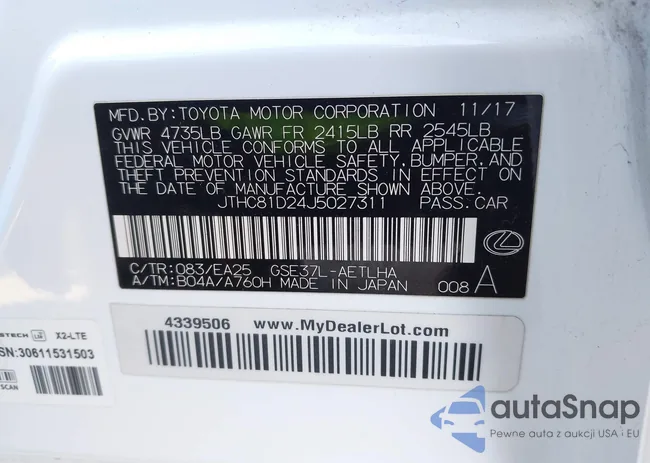 MFD.BY:TOYOTA MOTOR CORPORATION 11/17
GVWR 4735LB GAWR FR 2415LB RR 2545LB
THIS VEHICLE CONFORMS TO ALL APPLICABLE
FEDERAL MOTOR VEHICLE SAFETY,BUMPER,AND
THEFT PREVENTION STANDARDS IN EFFECT ON
THE DATE OF MANUFACTURE SHOWN ABOVE.
JTHC81D24J5027311 PASS.CAR
C/TR:083/EA25 GSE37L-AETLHA
A/TM:B04A/A760H MADE IN JAPAN 008 A
4339506 www.MyDealerLot.com
STECH X2-LTE
SN:30611531503
SCAN
autaSnap
Pewne auta z aukcji USA i EU